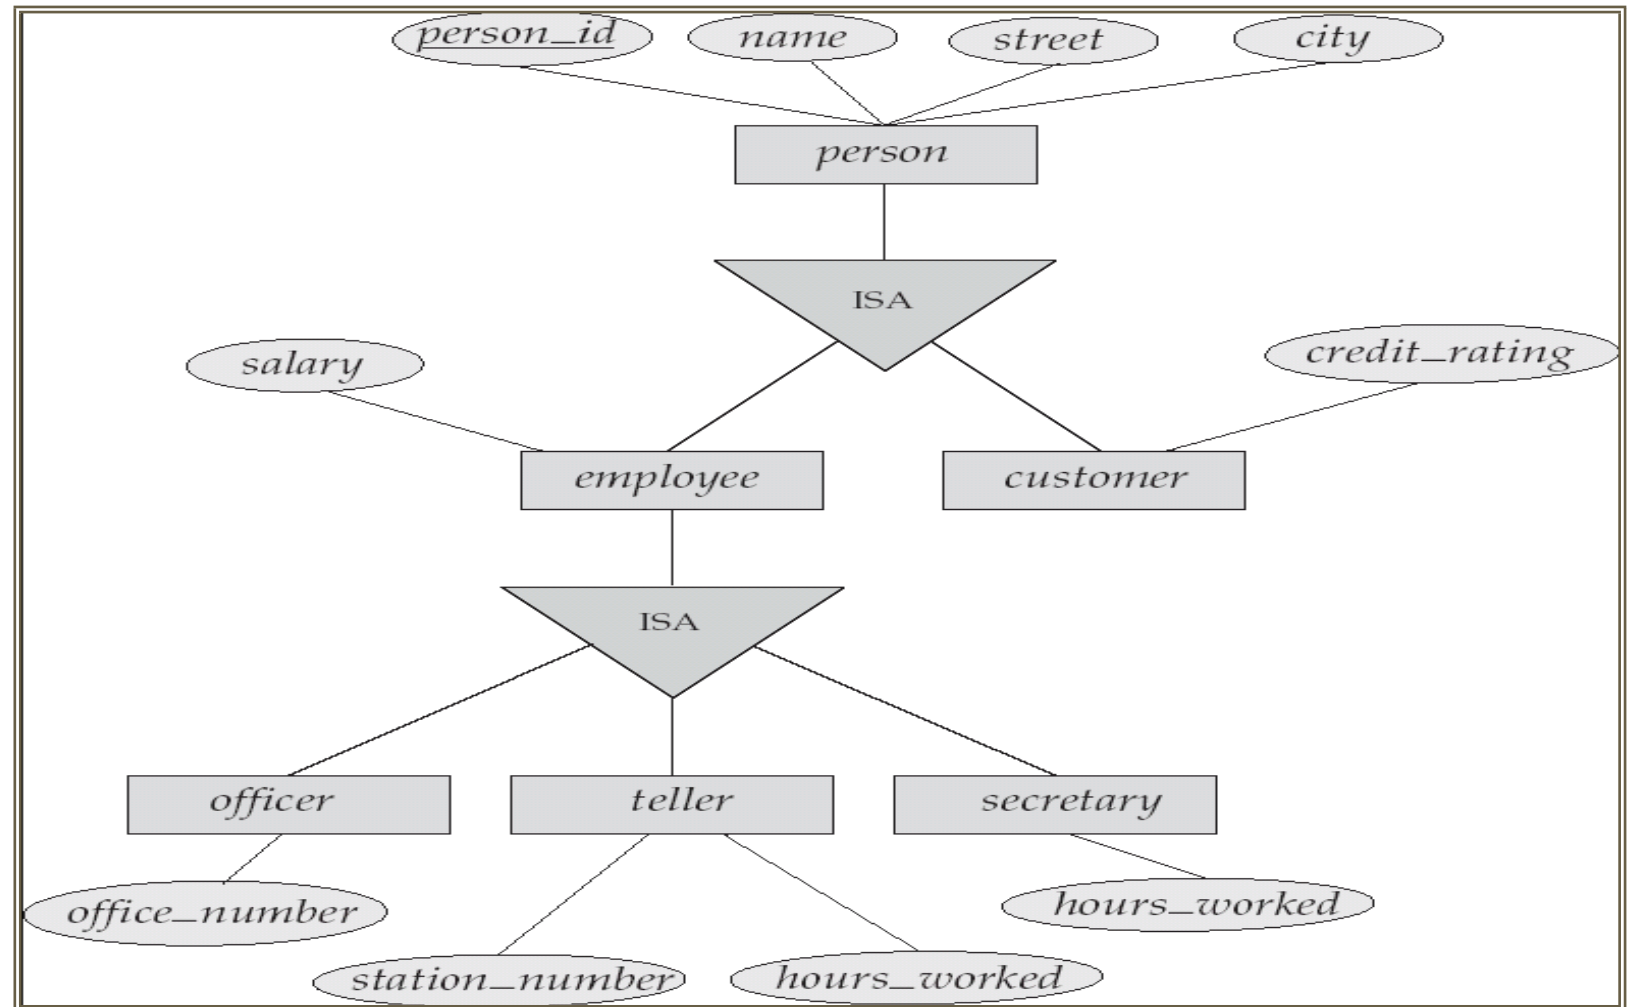 person_id
name
street
city
person
ISA
salary
credit_rating
employee
customer
ISA
officer
teller
secretary
office_number
hours_worked
station_number
hours_worked